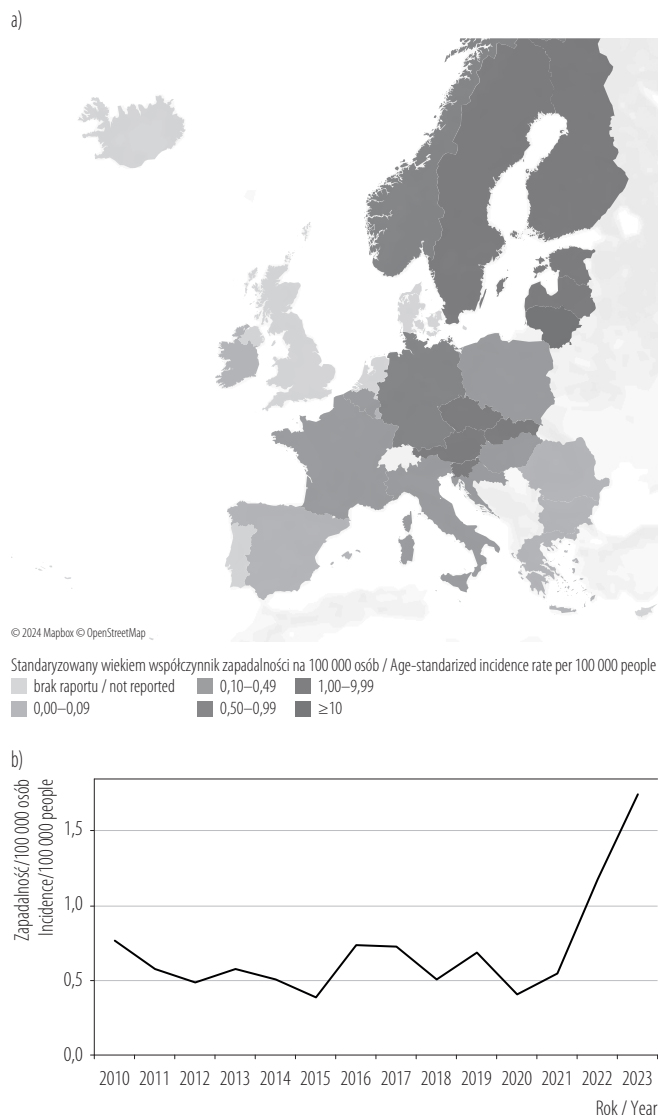 a)
© 2024 Mapbox © OpenStreetMap
Standaryzowany wiekiem współczynnik zapadalności na 100 000 osób / Age-standarized incidence rate per 100 000 people
brak raportu / not reported
0,10–0,49
1,00–9,99
0,00–0,09
0,50–0,99
≥10
b)
Zapadalność/100 000 osób
Incidence/100 000 people
1,5
1,0
0,5
0,0
2010 2011 2012 2013 2014 2015 2016 2017 2018 2019 2020 2021 2022 2023
Rok / Year